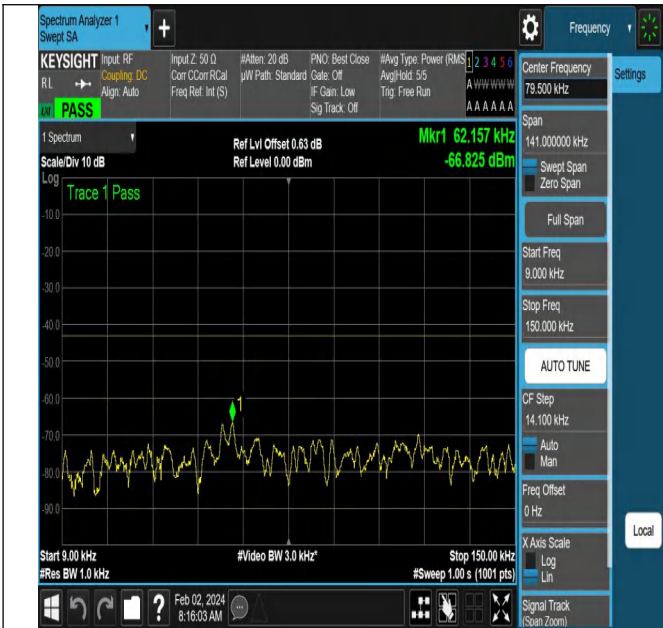 Spectrum Analyzer 1
Swept SA
Frequency
KEYSIGHT
RL
PASS
Input: RF
Coupling: DC
Align: Auto
Input Z: 50 Ω
Corr CCorr RCal
Freq Ref: Int (S)
#Atten: 20 dB
µW Path: Standard
PNO: Best Close
Gate: Off
IF Gain: Low
Sig Track: Off
#Avg Type: Power (RMS
Avg|Hold: 5/5
Trig: Free Run
1 2 3 4 5 6
A W W W W W
A A A A A A
1 Spectrum
Scale/Div 10 dB
Ref Lvl Offset 0.63 dB
Ref Level 0.00 dBm
Mkr1 62.157 kHz
-66.825 dBm
Log
Trace 1 Pass
-10.0
-20.0
-30.0
-40.0
-50.0
-60.0
-70.0
-80.0
-90.0
1
Start 9.00 kHz
#Res BW 1.0 kHz
#Video BW 3.0 kHz*
Stop 150.00 kHz
#Sweep 1.00 s (1001 pts)
Feb 02, 2024
8:16:03 AM
?
Center Frequency
79.500 kHz
Settings
Span
141.000000 kHz
Swept Span
Zero Span
Full Span
Start Freq
9.000 kHz
Stop Freq
150.000 kHz
AUTO TUNE
CF Step
14.100 kHz
Auto
Man
Freq Offset
0 Hz
X Axis Scale
Log
Lin
Signal Track
(Span Zoom)
Local